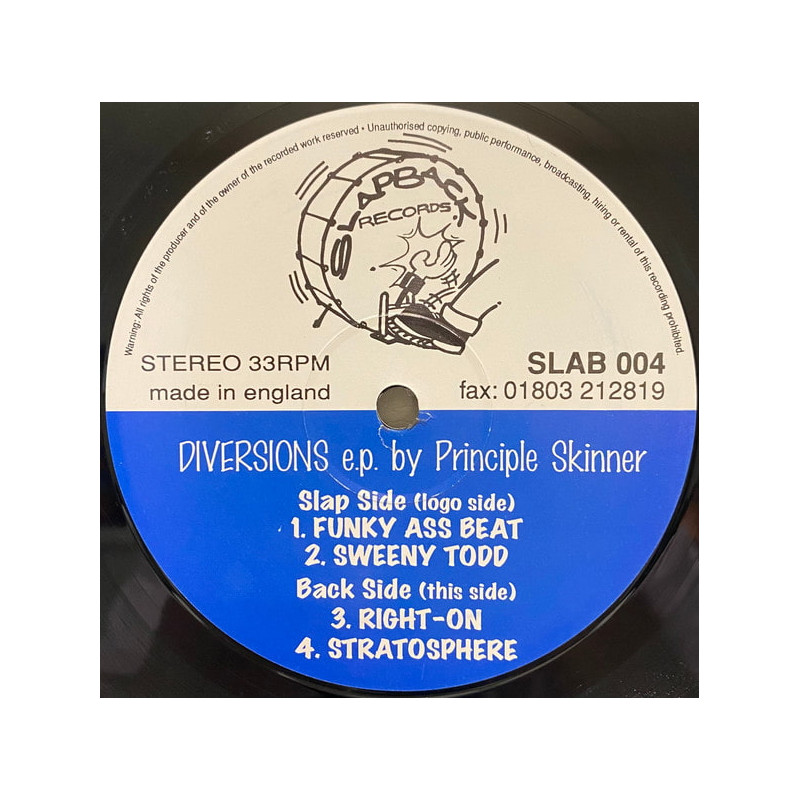 Warning: All rights of the producer and of the owner of the recorded work reserved • Unauthorised copying, public performance, broadcasting, hiring or rental of this recording prohibited.
SLAPBACK
RECORDS.
STEREO 33RPM
SLAB 004
made in england
fax: 01803 212819
DIVERSIONS e.p. by Principle Skinner
Slap Side (logo side)
1. FUNKY ASS BEAT
2. SWEENY TODD
Back Side (this side)
3. RIGHT-ON
4. STRATOSPHERE